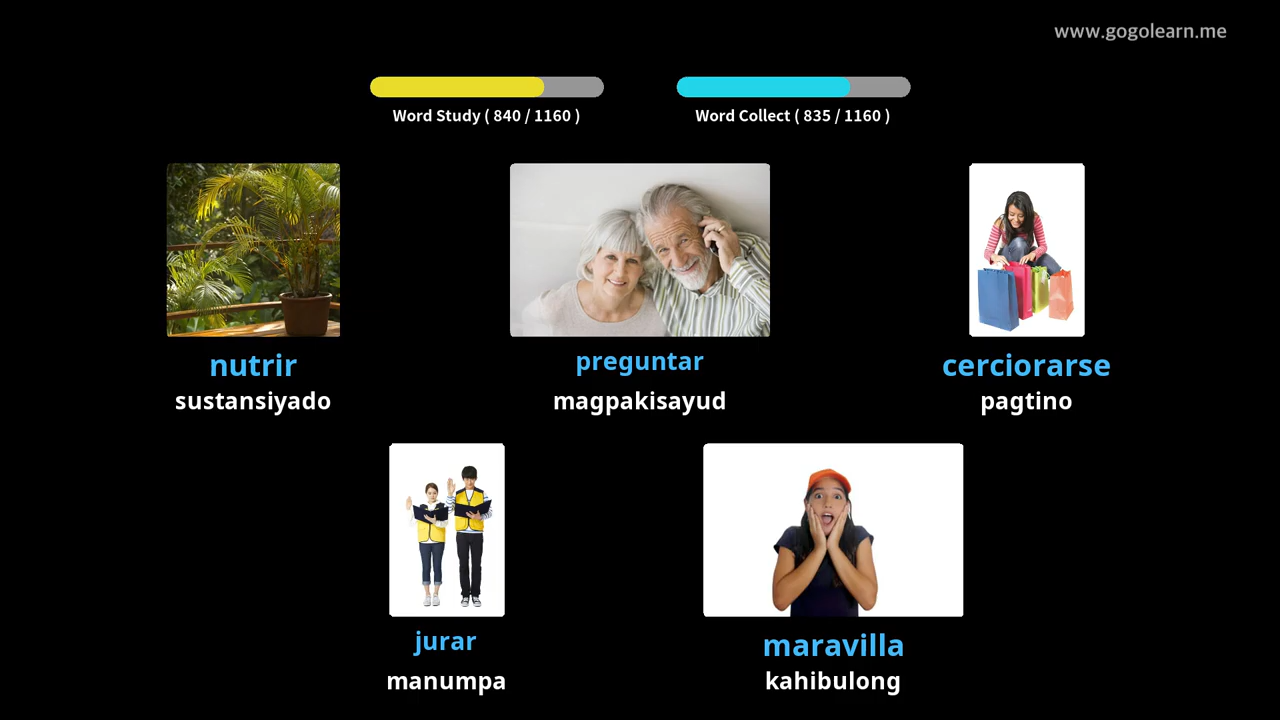 www.gogolearn.me
Word Study ( 840 / 1160 )
Word Collect ( 835 / 1160 )
nutrir
sustansiyado
preguntar
magpakisayud
cerciorarse
pagtino
jurar
manumpa
maravilla
kahibulong